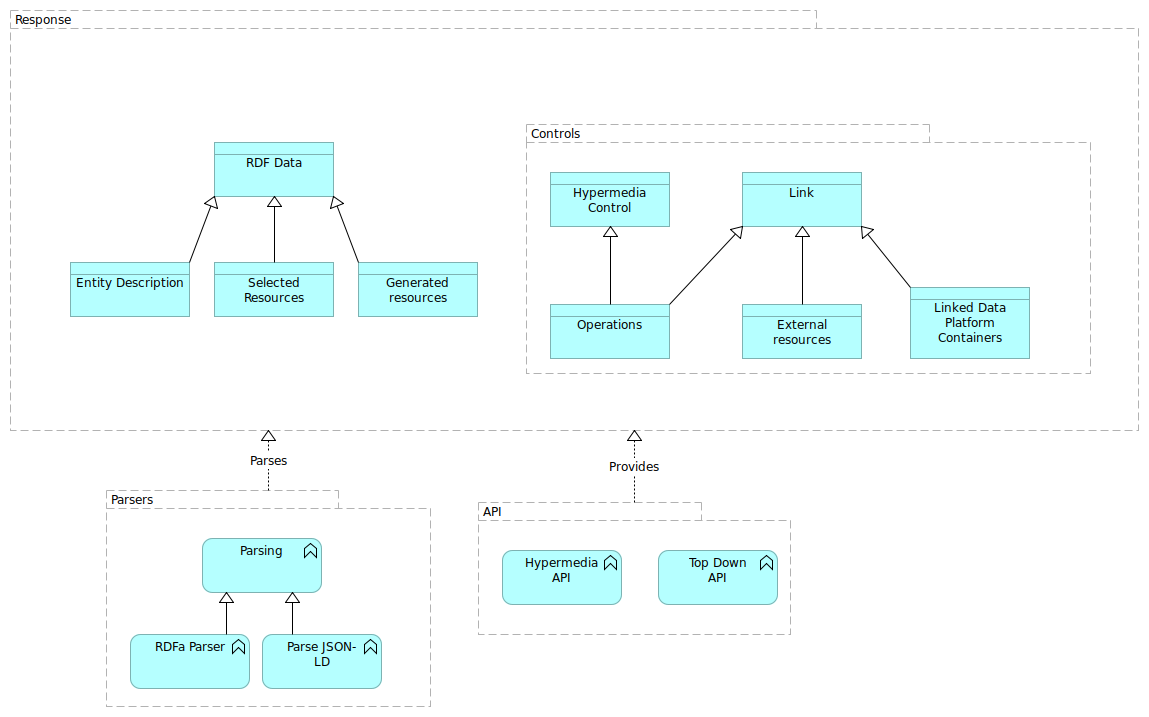 Response
Controls
RDF Data
Hypermedia
Control
Link
Entity Description
Selected
Resources
Generated
resources
Operations
External
resources
Linked Data
Platform
Containers
Parses
Provides
Parsers
API
Parsing
Hypermedia
API
Top Down
API
RDFa Parser
Parse JSON-
LD